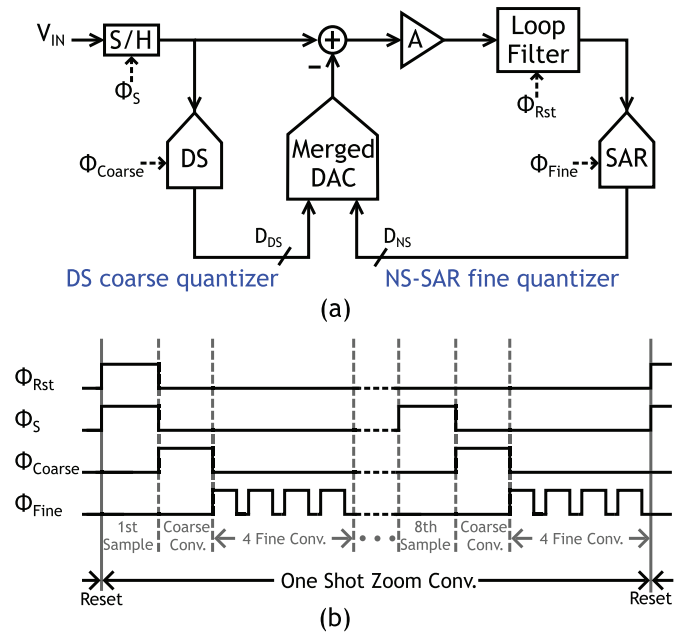 V_IN
S/H
Φ_S
+
−
A
Loop
Filter
Φ_Rst
Φ_Coarse
DS
Merged
DAC
Φ_Fine
SAR
D_DS
D_NS
DS coarse quantizer
NS-SAR fine quantizer
(a)
Φ_Rst
Φ_S
Φ_Coarse
Φ_Fine
1st
Sample
Coarse
Conv.
4 Fine Conv.
8th
Sample
Coarse
Conv.
4 Fine Conv.
One Shot Zoom Conv.
Reset
Reset
(b)